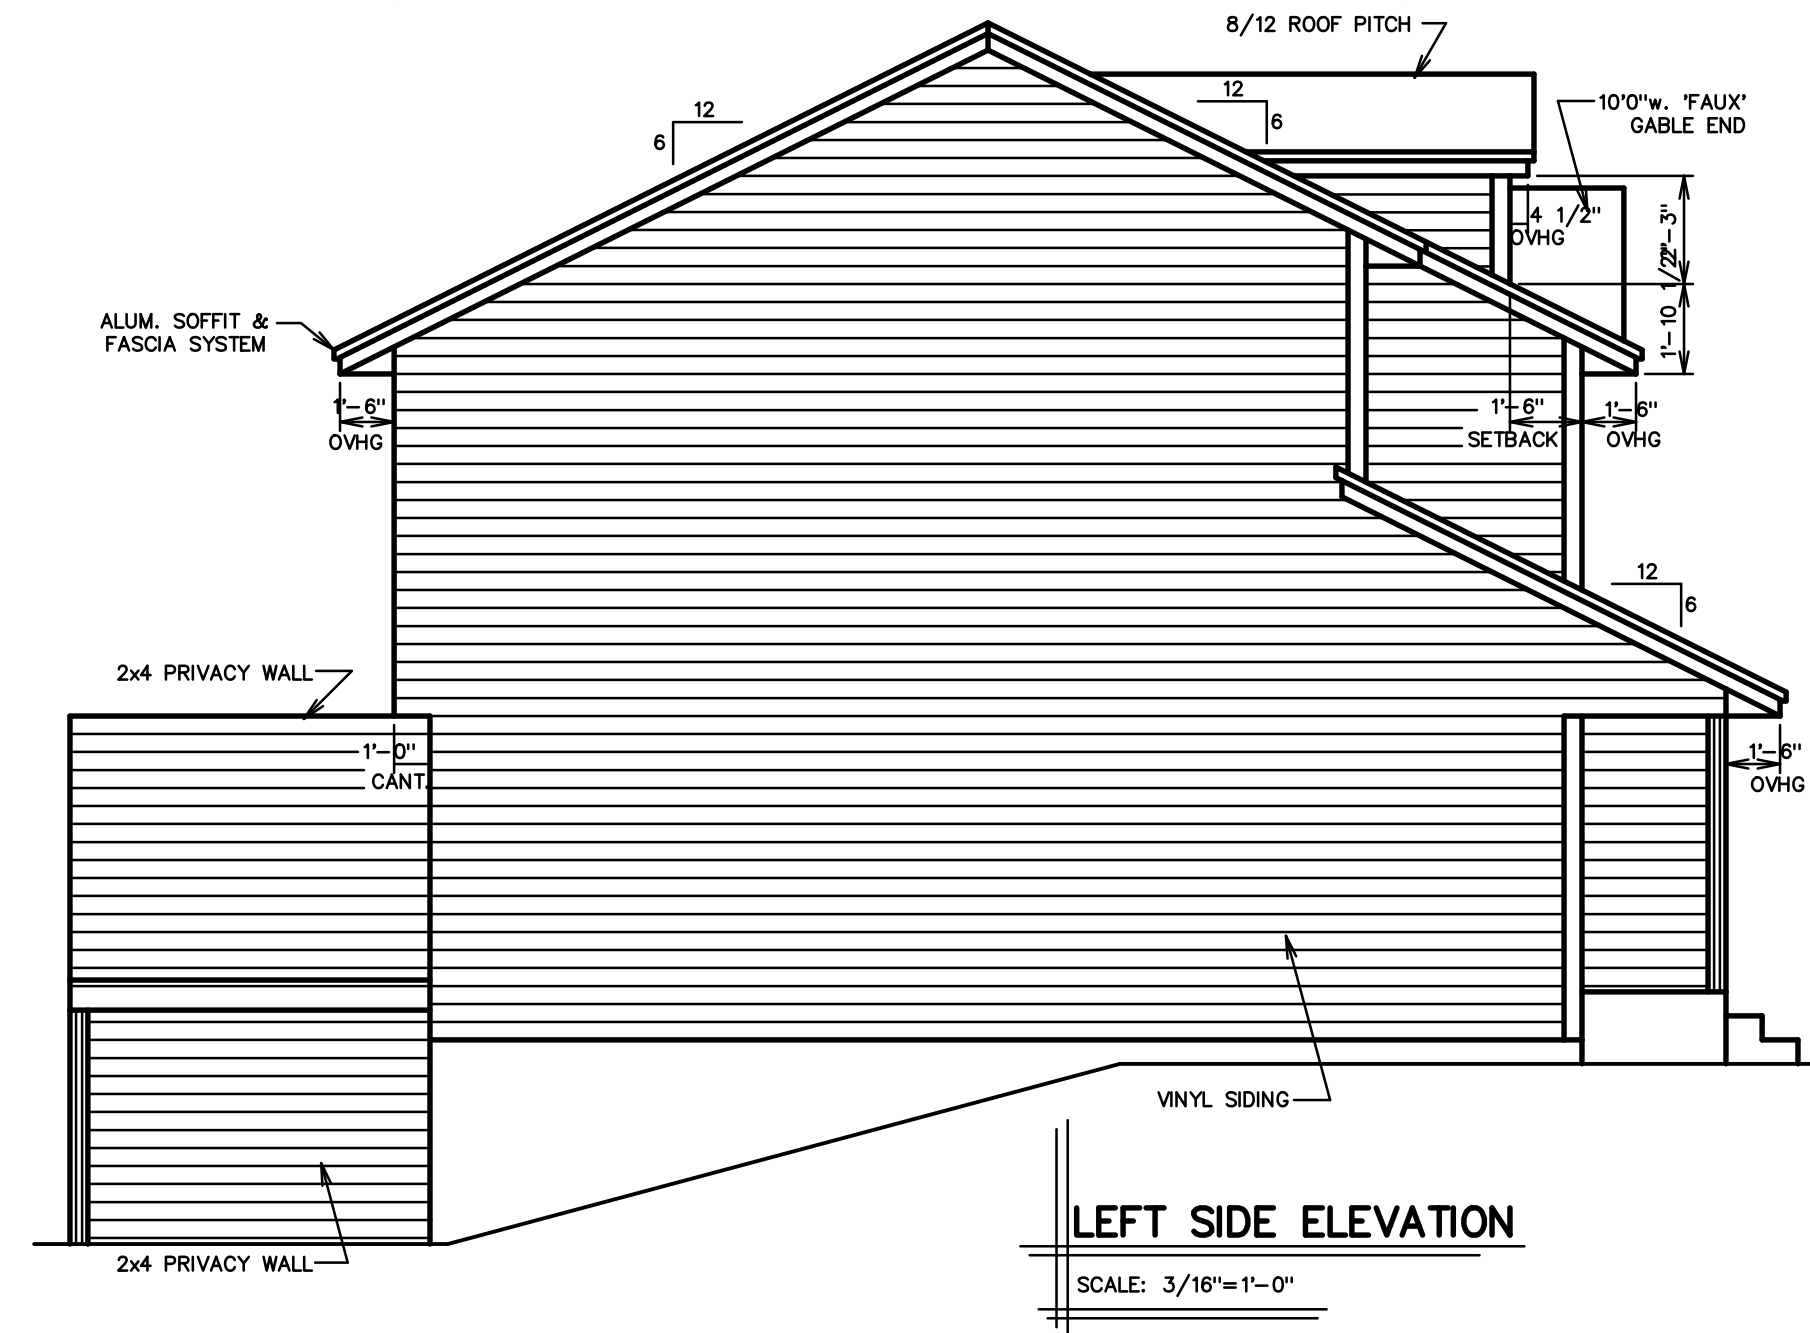 8/12 ROOF PITCH
12
6
12
6
10'0"w. 'FAUX'
GABLE END
4 1/2"
OVHG
2'-3"
1'-10 1/2"
ALUM. SOFFIT &
FASCIA SYSTEM
1'-6"
OVHG
1'-6"
SETBACK
1'-6"
OVHG
12
6
2x4 PRIVACY WALL
1'-0"
CANT.
1'-6"
OVHG
VINYL SIDING
2x4 PRIVACY WALL
LEFT SIDE ELEVATION
SCALE: 3/16"=1'-0"